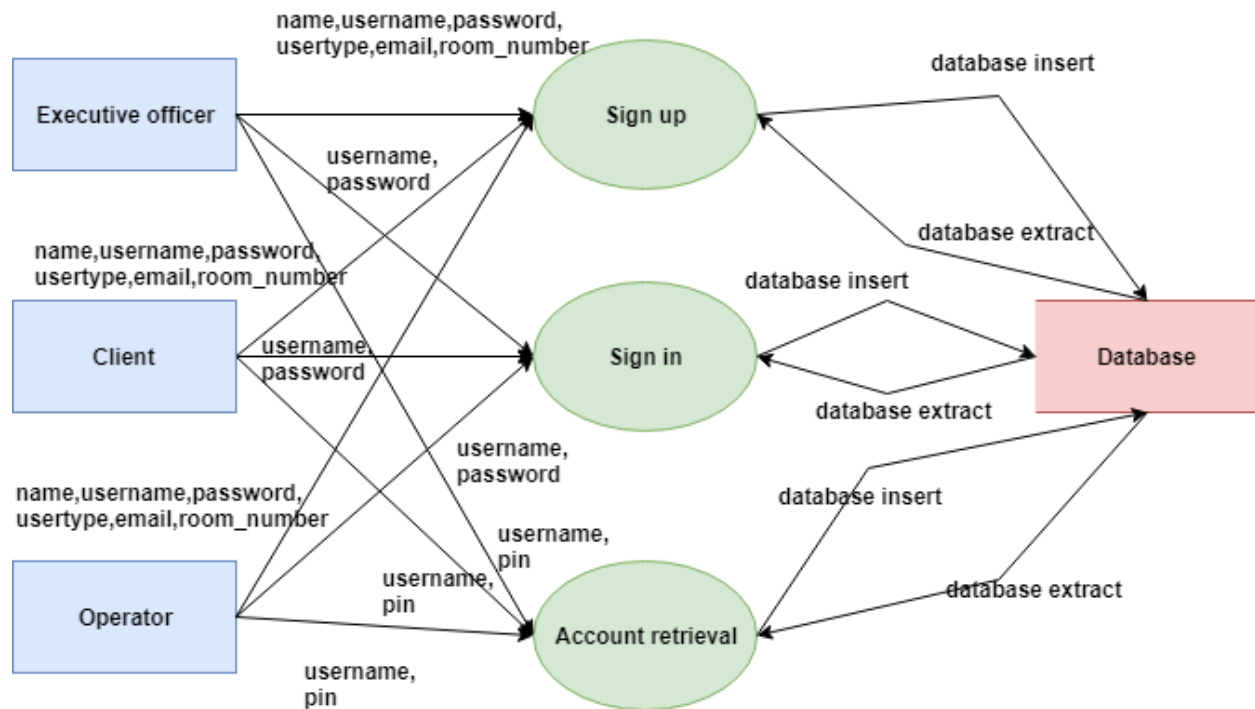 name,username,password,
usertype,email,room_number
database insert
Executive officer
Sign up
username,
password
database extract
name,username,password,
usertype,email,room_number
database insert
Client
username,
password
Sign in
Database
database extract
username,
password
name,username,password,
usertype,email,room_number
database insert
username,
pin
username,
pin
database extract
Operator
Account retrieval
username,
pin